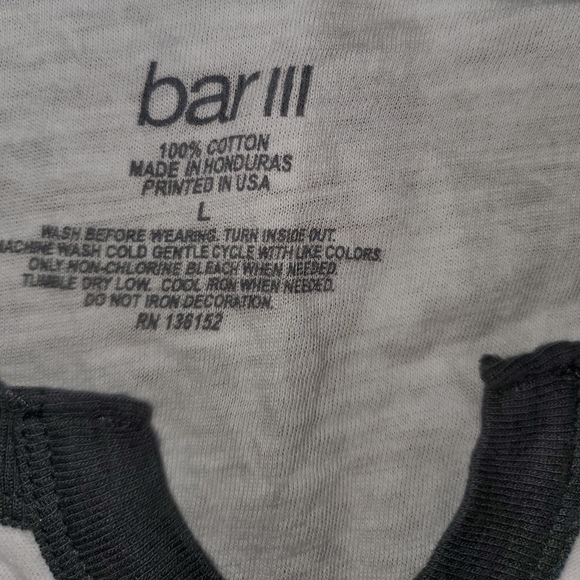 bar III
100% COTTON
MADE IN HONDURAS
PRINTED IN USA
L
WASH BEFORE WEARING. TURN INSIDE OUT.
MACHINE WASH COLD GENTLE CYCLE WITH LIKE COLORS.
ONLY NON-CHLORINE BLEACH WHEN NEEDED.
TUMBLE DRY LOW. COOL IRON WHEN NEEDED.
DO NOT IRON DECORATION.
RN 136152